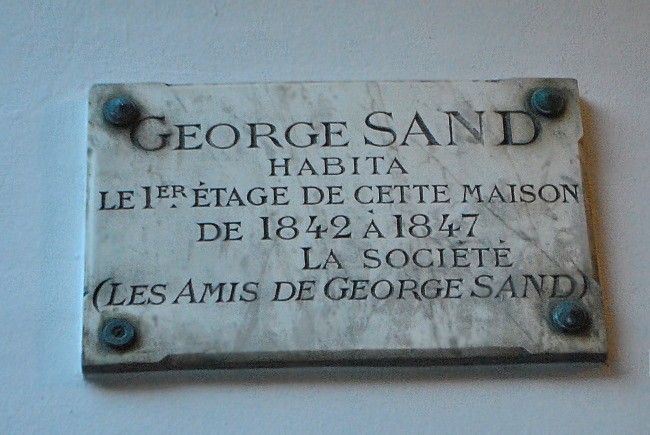 GEORGE SAND
HABITA
LE 1ER ÉTAGE DE CETTE MAISON
DE 1842 À 1847
LA SOCIÉTÉ
(LES AMIS DE GEORGE SAND)